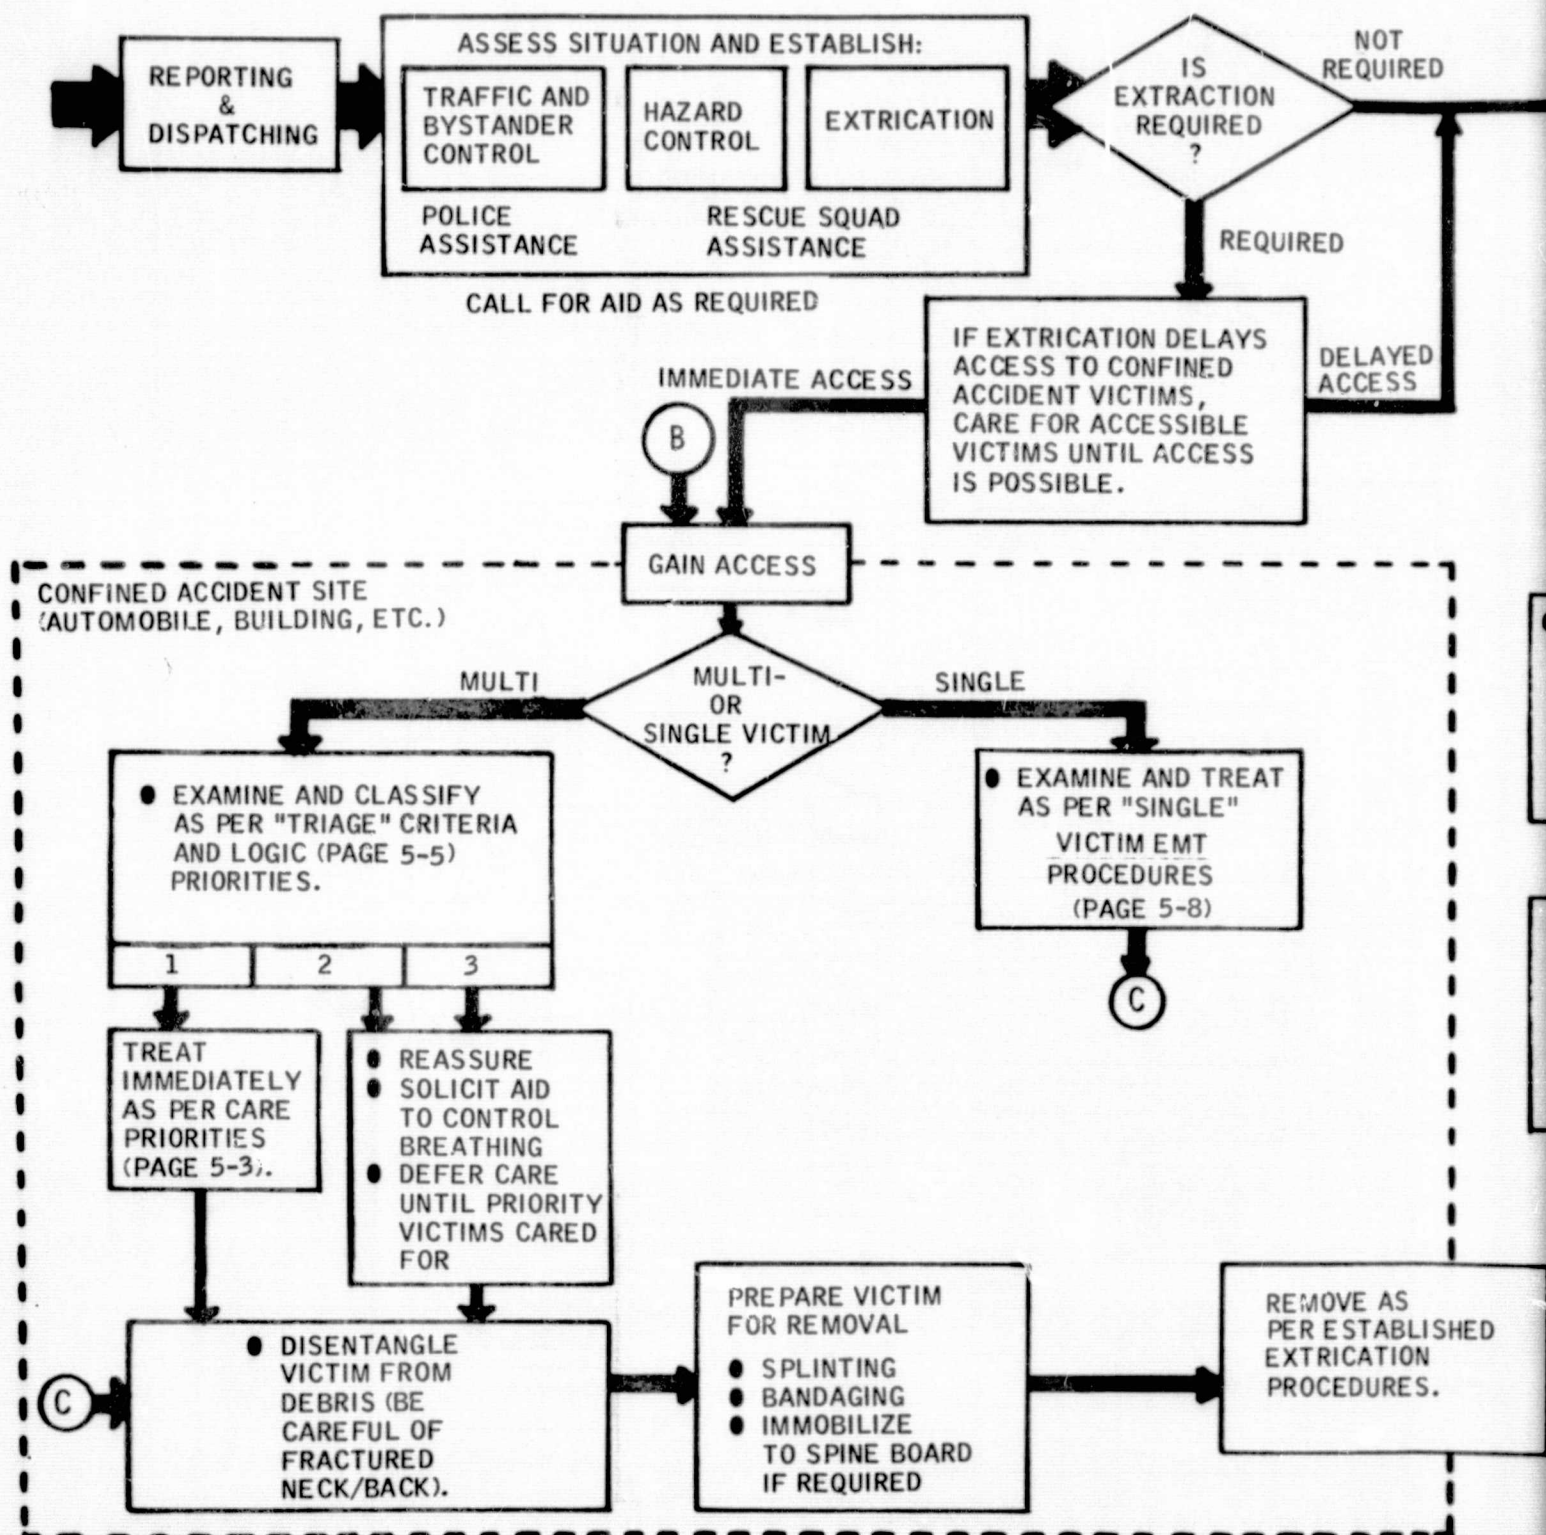 REPORTING
&
DISPATCHING
ASSESS SITUATION AND ESTABLISH:
TRAFFIC AND
BYSTANDER
CONTROL
HAZARD
CONTROL
EXTRICATION
POLICE
ASSISTANCE
RESCUE SQUAD
ASSISTANCE
CALL FOR AID AS REQUIRED
IS
EXTRACTION
REQUIRED
?
NOT
REQUIRED
REQUIRED
IF EXTRICATION DELAYS
ACCESS TO CONFINED
ACCIDENT VICTIMS,
CARE FOR ACCESSIBLE
VICTIMS UNTIL ACCESS
IS POSSIBLE.
DELAYED
ACCESS
IMMEDIATE ACCESS
B
GAIN ACCESS
CONFINED ACCIDENT SITE
(AUTOMOBILE, BUILDING, ETC.)
MULTI
MULTI-
OR
SINGLE VICTIM
?
SINGLE
● EXAMINE AND CLASSIFY
AS PER "TRIAGE" CRITERIA
AND LOGIC (PAGE 5-5)
PRIORITIES.
1 2 3
● EXAMINE AND TREAT
AS PER "SINGLE"
VICTIM EMT
PROCEDURES
(PAGE 5-8)
C
TREAT
IMMEDIATELY
AS PER CARE
PRIORITIES
(PAGE 5-3).
● REASSURE
● SOLICIT AID
TO CONTROL
BREATHING
● DEFER CARE
UNTIL PRIORITY
VICTIMS CARED
FOR
C
● DISENTANGLE
VICTIM FROM
DEBRIS (BE
CAREFUL OF
FRACTURED
NECK/BACK).
PREPARE VICTIM
FOR REMOVAL
● SPLINTING
● BANDAGING
● IMMOBILIZE
TO SPINE BOARD
IF REQUIRED
REMOVE AS
PER ESTABLISHED
EXTRICATION
PROCEDURES.